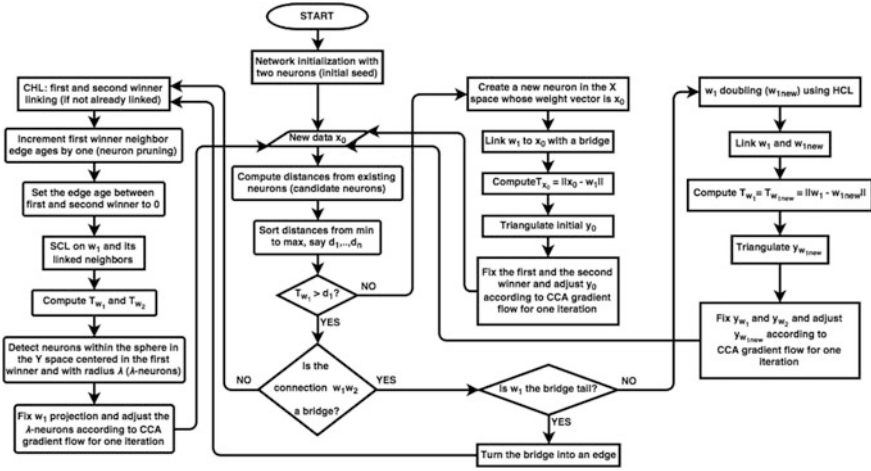 START
Network initialization with
two neurons (initial seed)
New data x0
Compute distances from existing
neurons (candidate neurons)
Sort distances from min
to max, say d1,..,dn
Tw1 > d1?
NO
YES
Is the
connection w1w2
a bridge?
NO
YES
CHL: first and second winner
linking (if not already linked)
Increment first winner neighbor
edge ages by one (neuron pruning)
Set the edge age between
first and second winner to 0
SCL on w1 and its
linked neighbors
Compute Tw1 and Tw2
Detect neurons within the sphere in
the Y space centered in the first
winner and with radius λ (λ-neurons)
Fix w1 projection and adjust the
λ-neurons according to CCA
gradient flow for one iteration
Create a new neuron in the X
space whose weight vector is x0
Link w1 to x0 with a bridge
ComputeTx0 = ||x0 - w1||
Triangulate initial y0
Fix the first and the second
winner and adjust y0
according to CCA gradient
flow for one iteration
Is w1 the bridge tail?
NO
YES
Turn the bridge into an edge
w1 doubling (w1new) using HCL
Link w1 and w1new
Compute Tw1= Tw1new = ||w1 - w1new||
Triangulate yw1new
Fix yw1 and yw2 and adjust
yw1new according to
CCA gradient flow for one
iteration